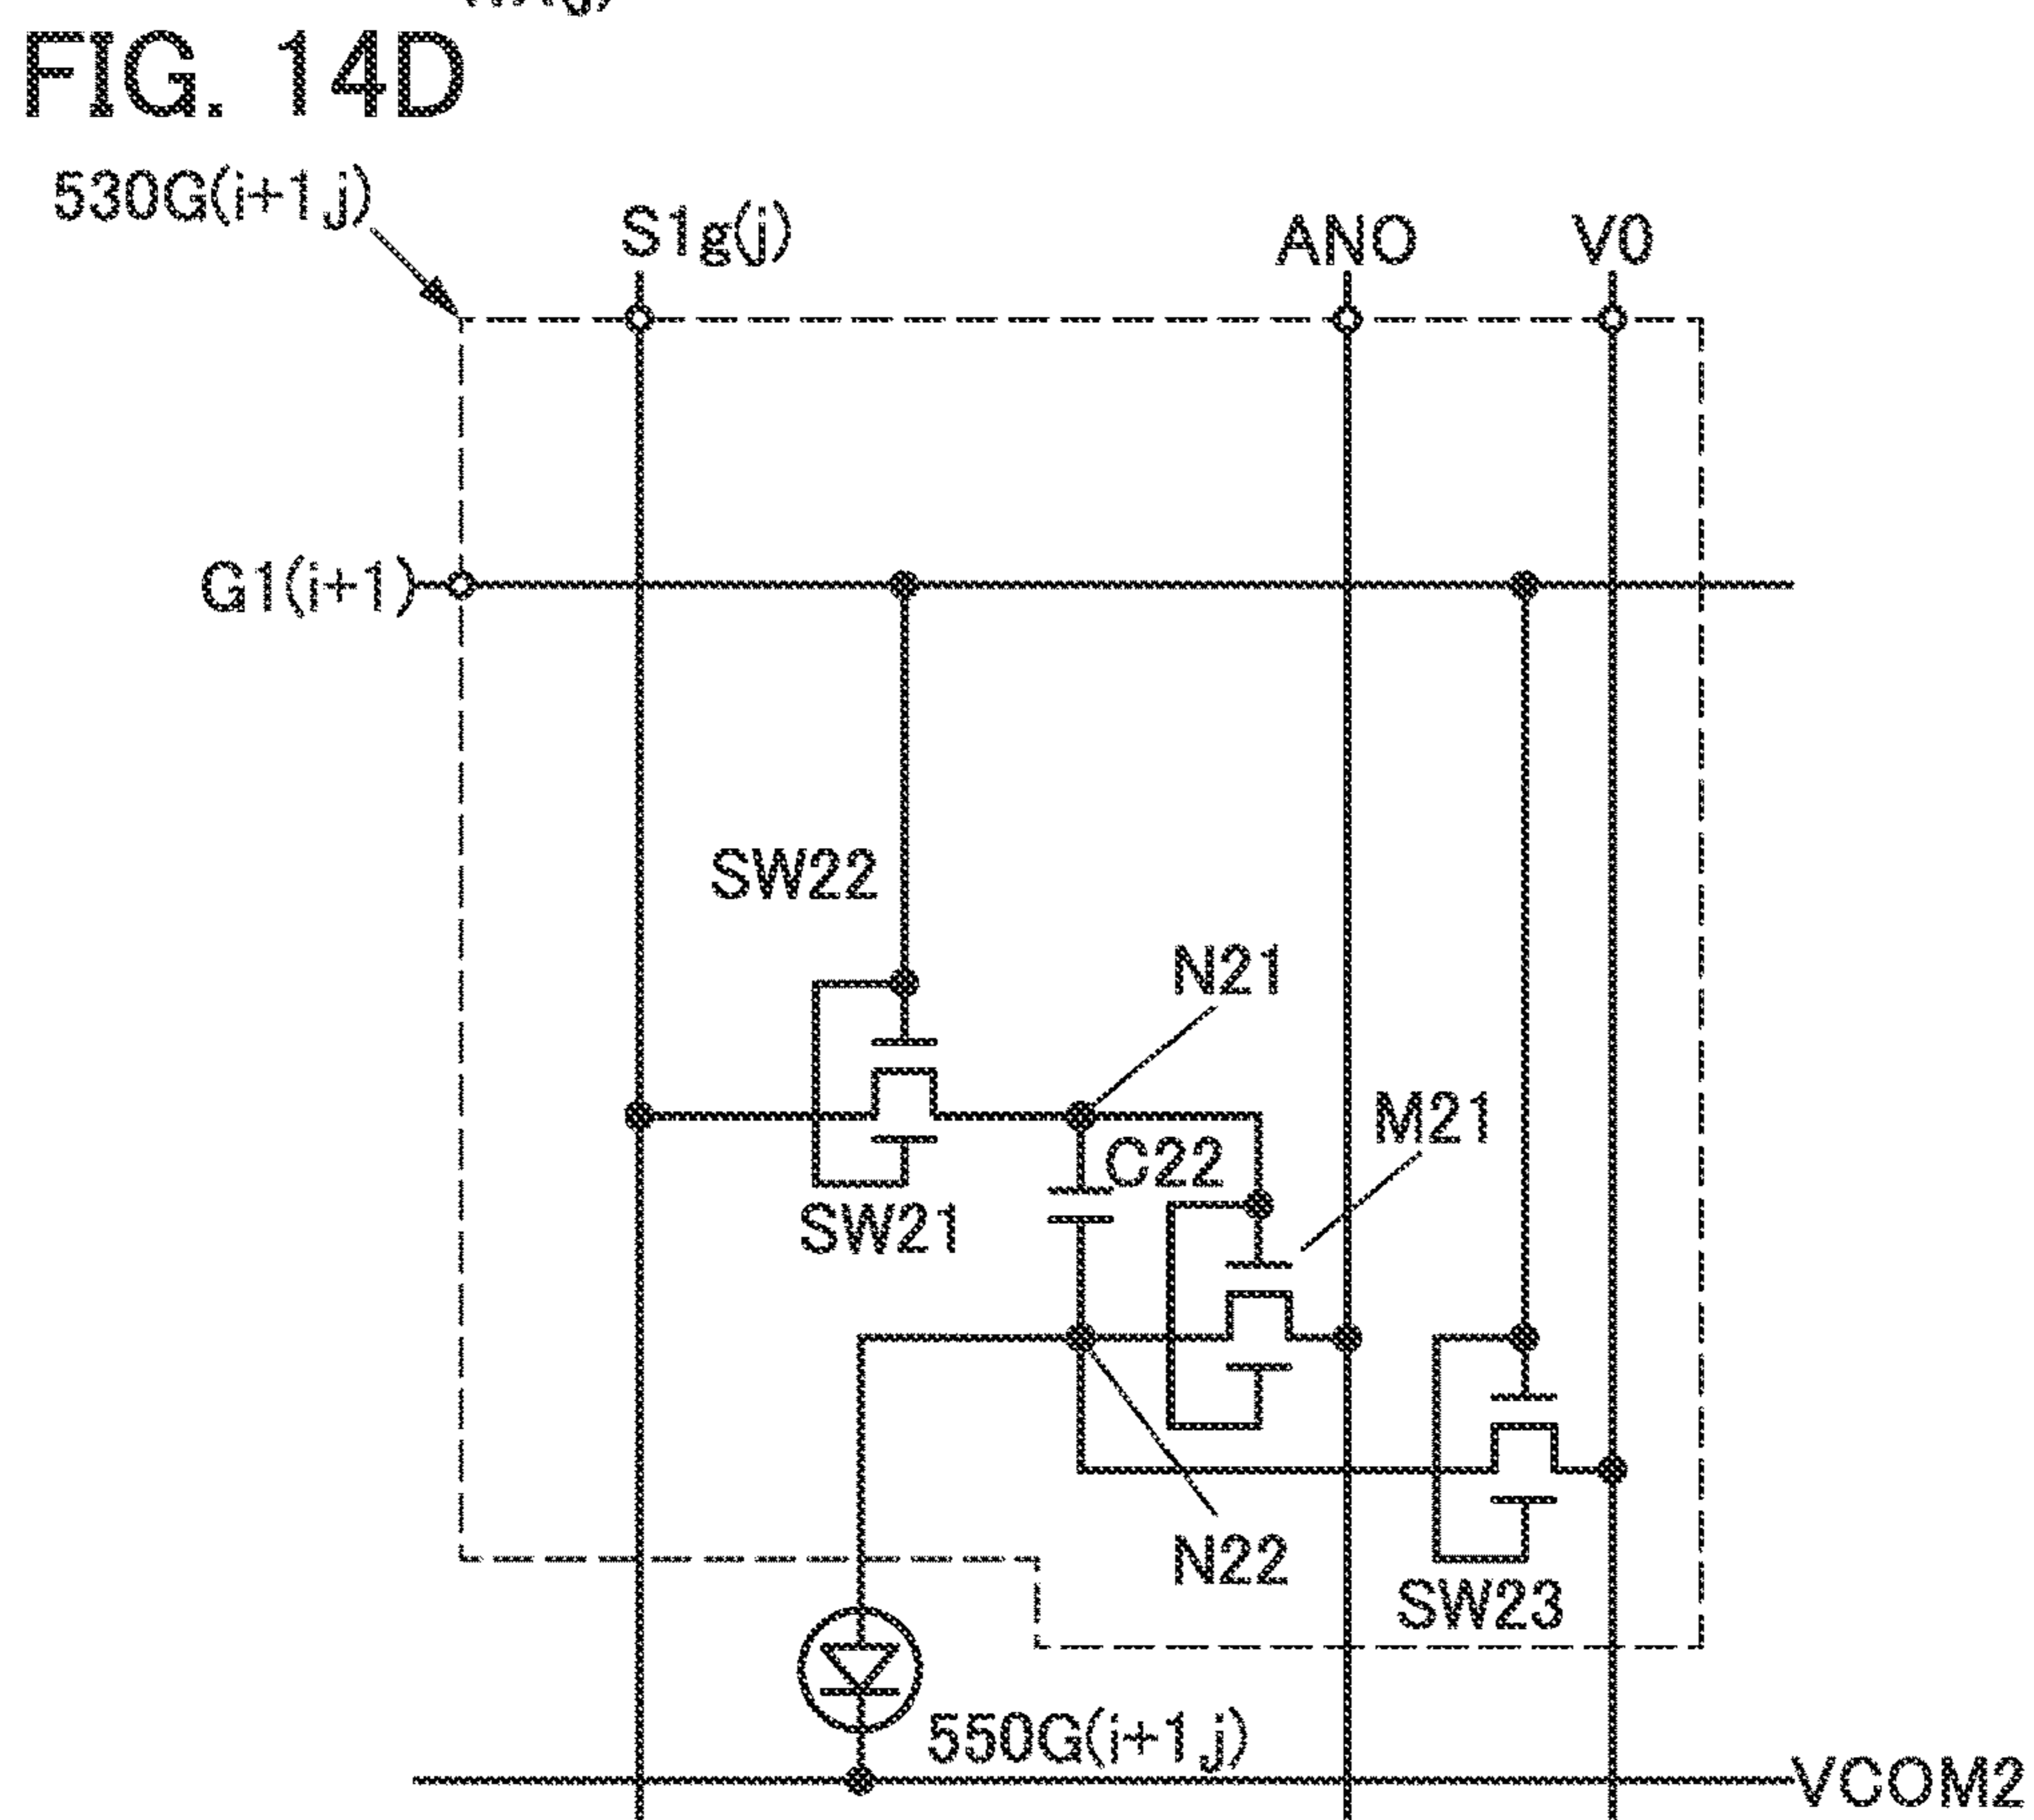 FIG. 14D
530G(i+1,j)
S1g(j)
ANO
V0
G1(i+1)
SW22
N21
M21
C22
SW21
N22
SW23
550G(i+1,j)
VCOM2